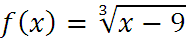 f(x) = ∛(x − 9)